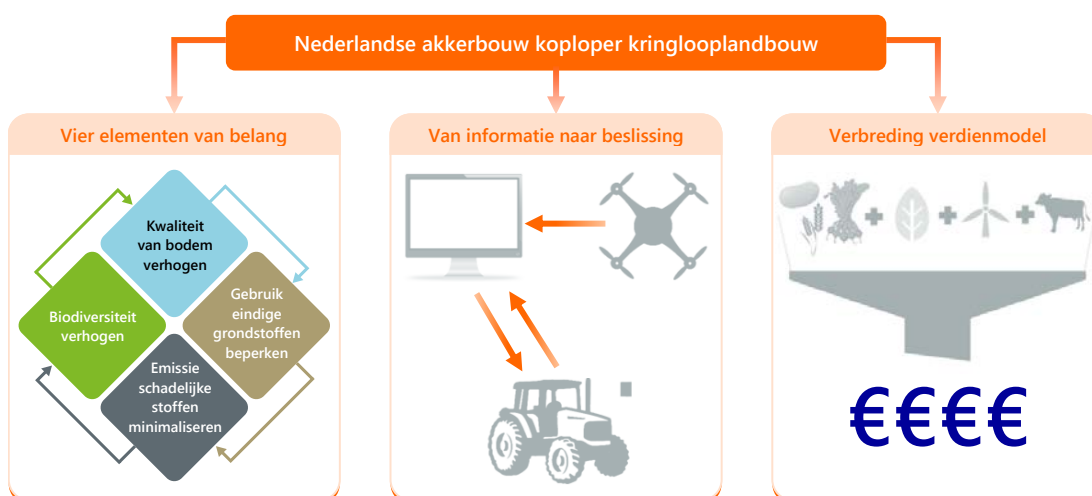 Nederlandse akkerbouw koploper kringlooplandbouw
Vier elementen van belang
Kwaliteit
van bodem
verhogen
Gebruik
eindige
grondstoffen
beperken
Biodiversiteit
verhogen
Emissie
schadelijke
stoffen
minimaliseren
Van informatie naar beslissing
Verbreding verdienmodel
€€€€